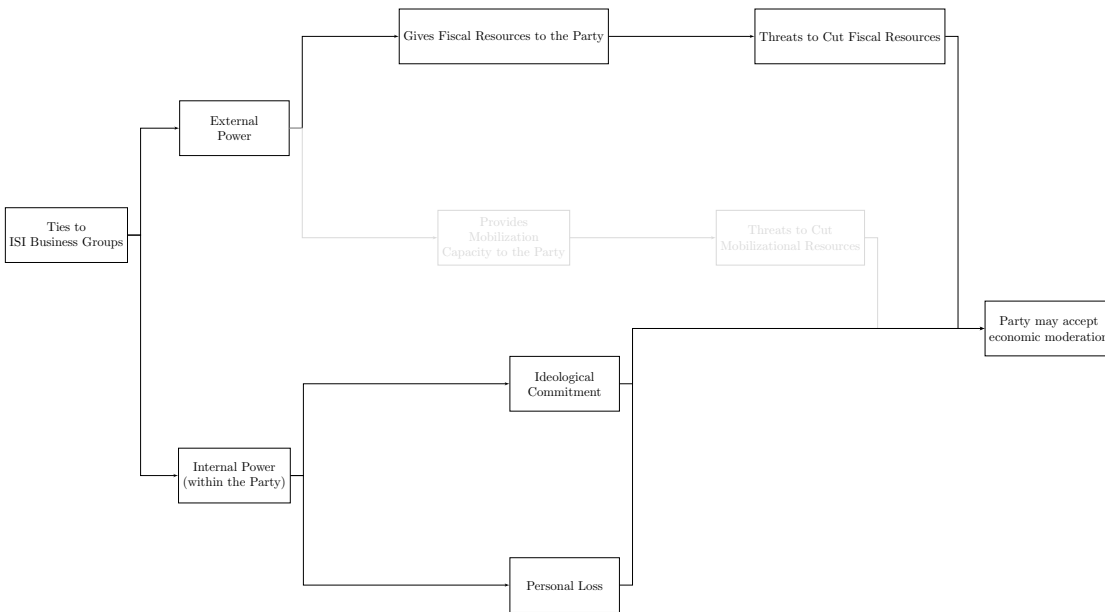 Gives Fiscal Resources to the Party
Threats to Cut Fiscal Resources
External
Power
Ties to
ISI Business Groups
Provides
Mobilization
Capacity to the Party
Threats to Cut
Mobilizational Resources
Party may accept
economic moderation
Ideological
Commitment
Internal Power
(within the Party)
Personal Loss